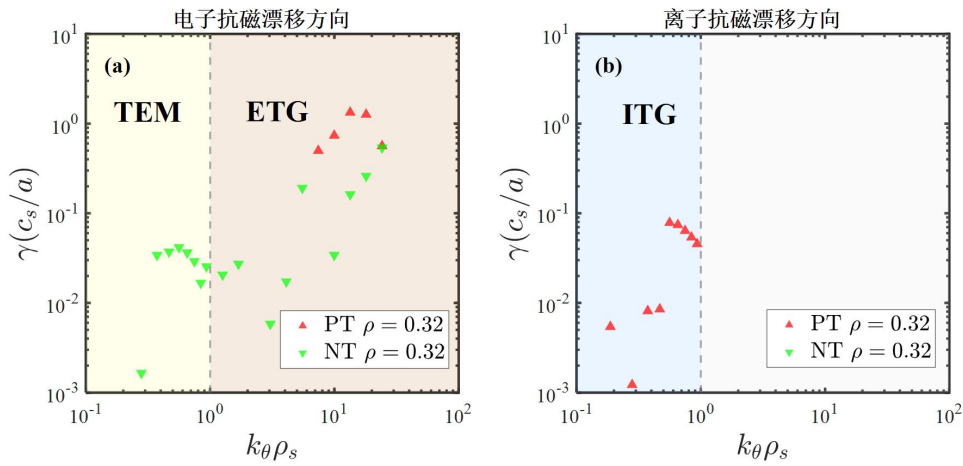 电子抗磁漂移方向
(a)
TEM
ETG
γ(c_s/a)
10^1
10^0
10^-1
10^-2
10^-3
PT ρ = 0.32
NT ρ = 0.32
10^-1
10^0
10^1
10^2
k_θρ_s
离子抗磁漂移方向
(b)
ITG
γ(c_s/a)
10^1
10^0
10^-1
10^-2
10^-3
PT ρ = 0.32
NT ρ = 0.32
10^-1
10^0
10^1
10^2
k_θρ_s